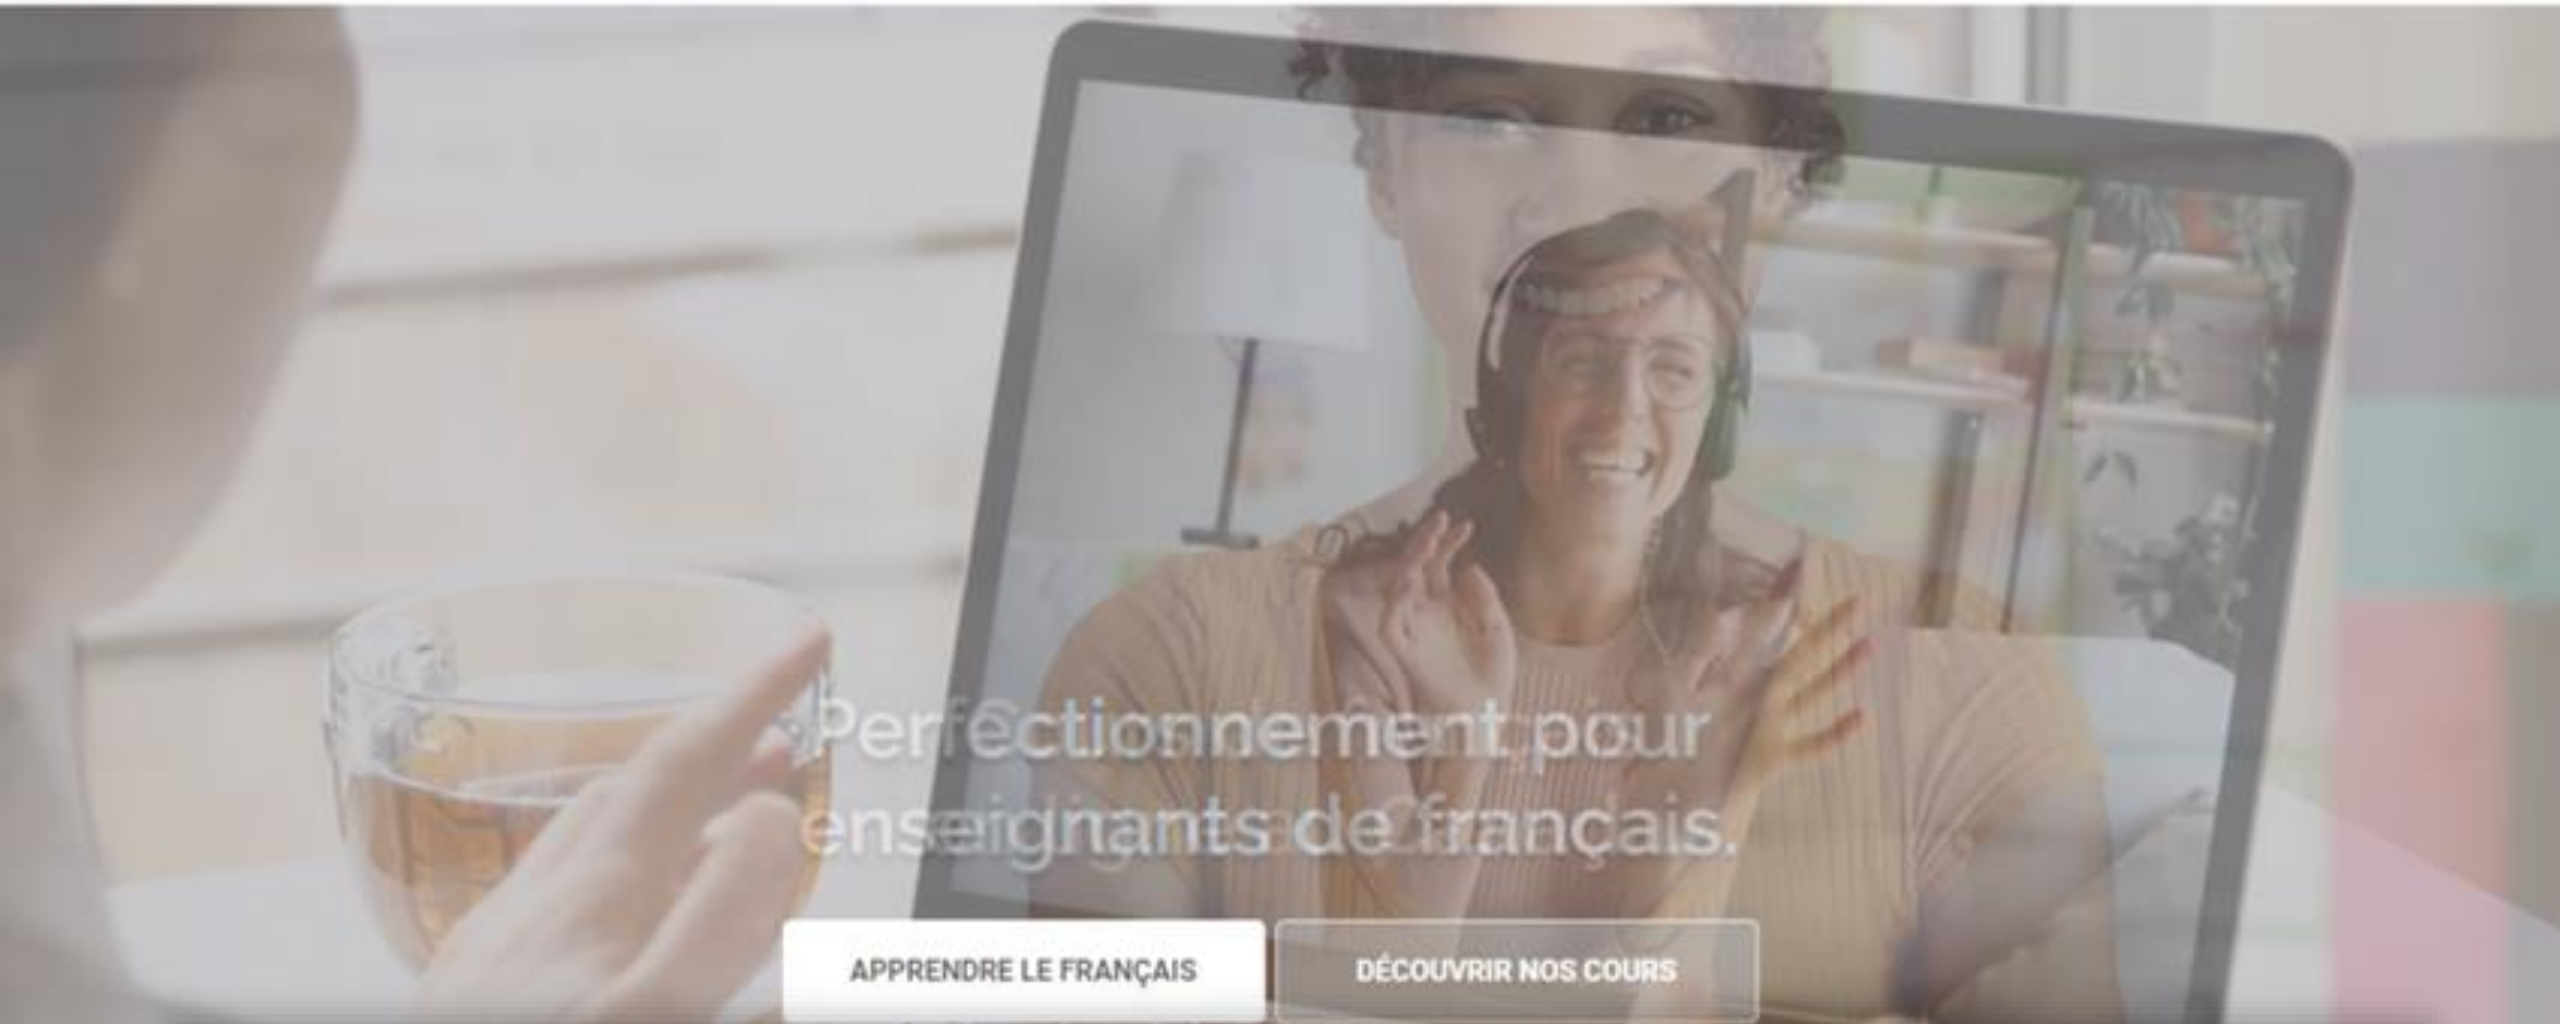 Perfectionnement pour
enseignants de français.
APPRENDRE LE FRANÇAIS
DÉCOUVRIR NOS COURS